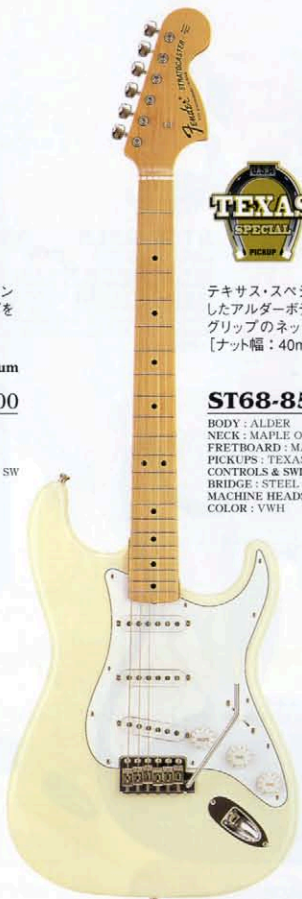 Fender
STRATOCASTER
USA
TEXAS
SPECIAL
PICKUP
ン
を
um
00
SW
テキサス・スペシ
したアルダーボデ
グリップのネッ
[ナット幅：40m
ST68-85
BODY : ALDER
NECK : MAPLE O
FRETBOARD : MA
PICKUPS : TEXAS
CONTROLS & SWI
BRIDGE : STEEL
MACHINE HEADS
COLOR : VWH